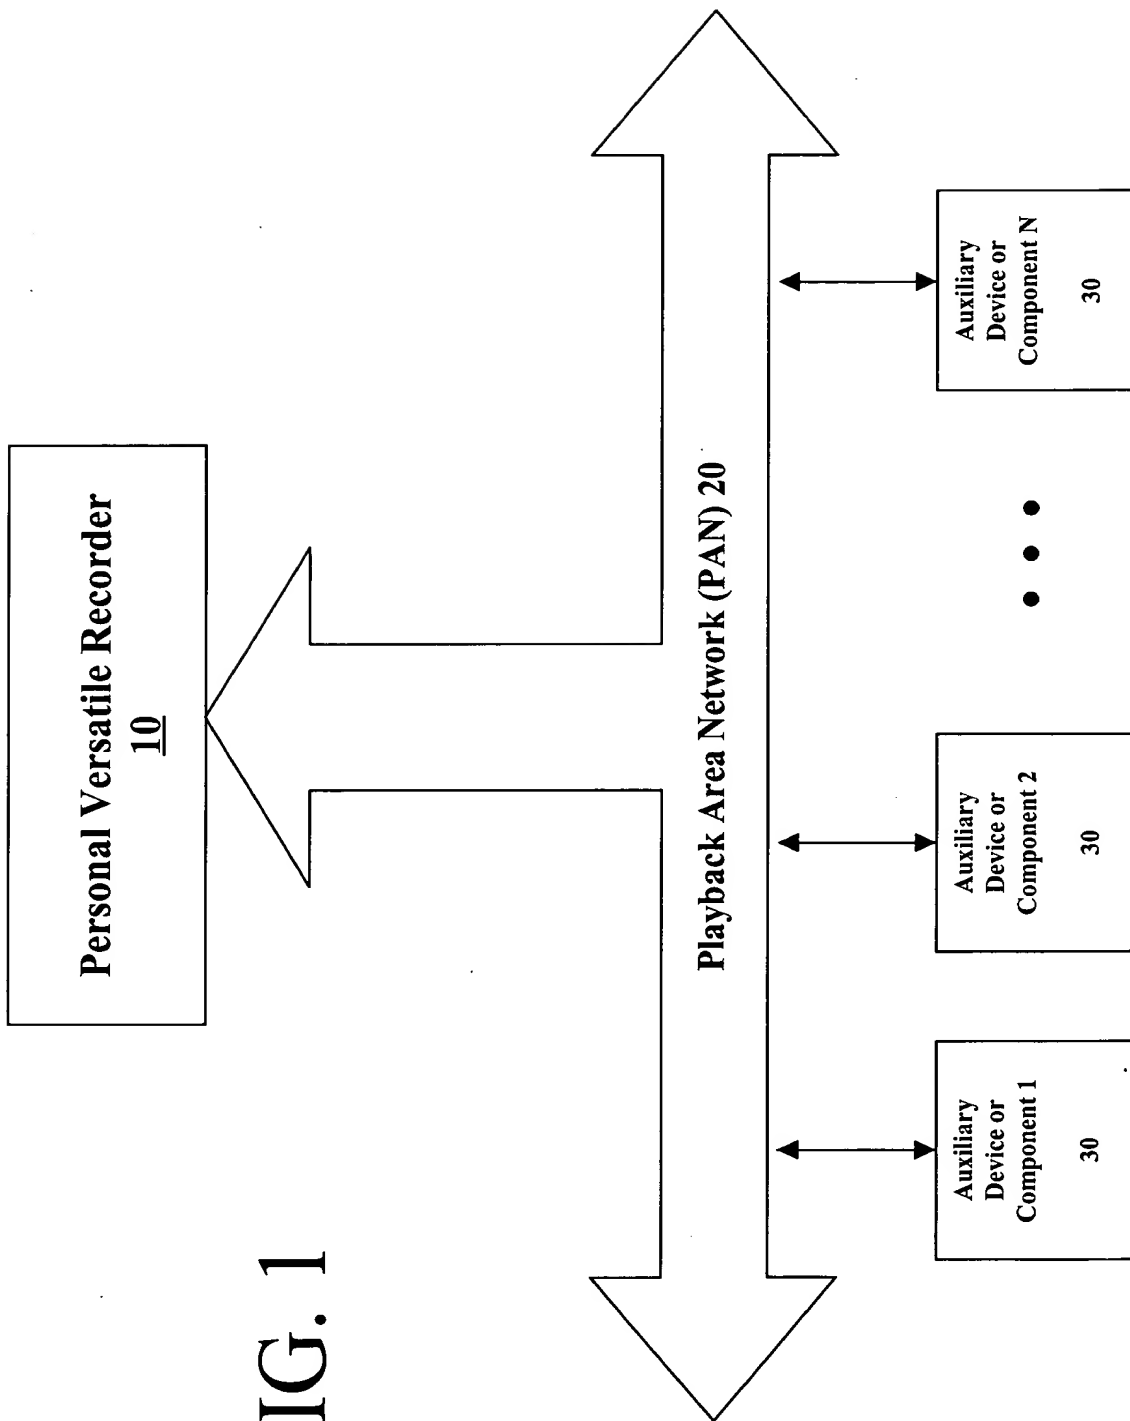 Personal Versatile Recorder
10
Playback Area Network (PAN) 20
Auxiliary
Device or
Component 1
30
Auxiliary
Device or
Component 2
30
Auxiliary
Device or
Component N
30
IG. 1